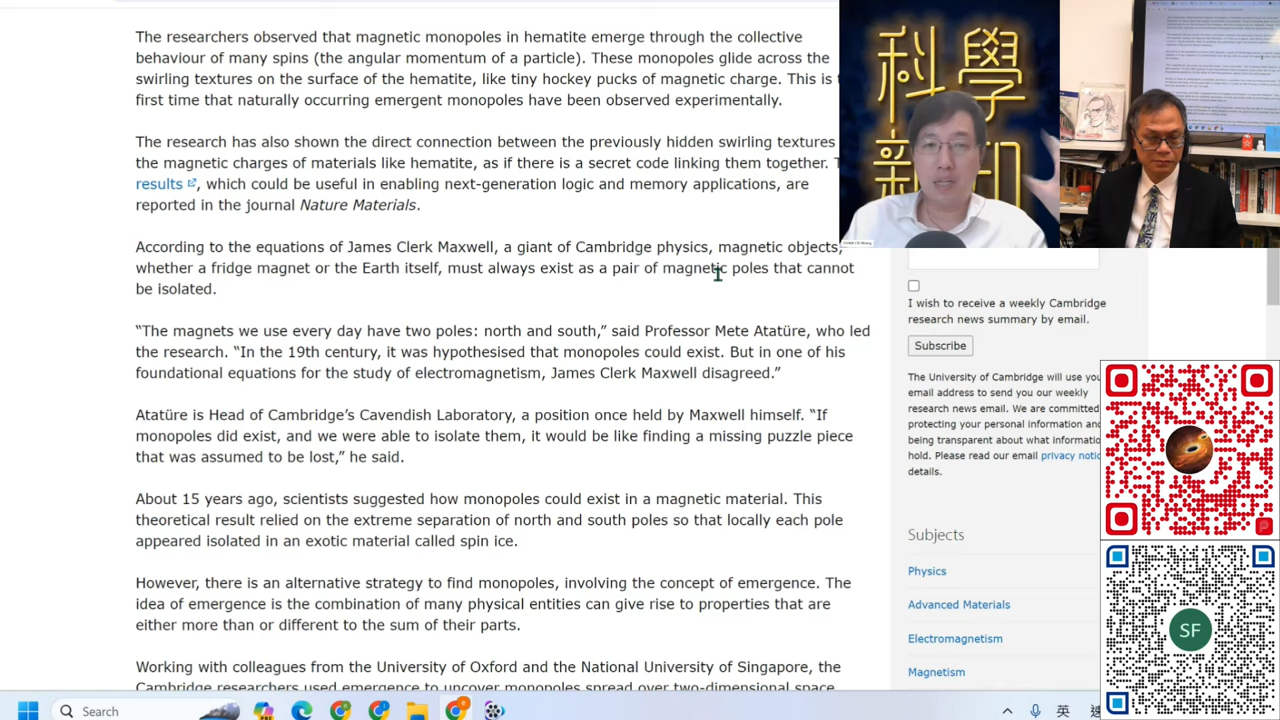 The researchers observed that magnetic monopoles in hematite emerge through the collective
behaviour of many spins (the angular momentum of a particle). These monopoles glide across the
swirling textures on the surface of the hematite, like tiny hockey pucks of magnetic charge. This is the
first time that naturally occurring emergent monopoles have been observed experimentally.
The research has also shown the direct connection between the previously hidden swirling textures
the magnetic charge of materials like hematite, as if there is a secret code linking them together.
results, which could be useful in enabling next-generation logic and memory applications, are
reported in the journal Nature Materials.
According to the equations of James Clerk Maxwell, a giant of Cambridge physics, magnetic objects,
whether a fridge magnet or the Earth itself, must always exist as a pair of magnetic poles that cannot
be isolated.
“The magnets we use every day have two poles: north and south,” said Professor Mete Atatüre, who led
the research. “In the 19th century, it was hypothesised that monopoles could exist. But in one of his
foundational equations for the study of electromagnetism, James Clerk Maxwell disagreed.”
Atatüre is Head of Cambridge’s Cavendish Laboratory, a position once held by Maxwell himself. “If
monopoles did exist, and we were able to isolate them, it would be like finding a missing puzzle piece
that was assumed to be lost,” he said.
About 15 years ago, scientists suggested how monopoles could exist in a magnetic material. This
theoretical result relied on the extreme separation of north and south poles so that locally each pole
appeared isolated in an exotic material called spin ice.
However, there is an alternative strategy to find monopoles, involving the concept of emergence. The
idea of emergence is the combination of many physical entities can give rise to properties that are
either more than or different to the sum of their parts.
Working with colleagues from the University of Oxford and the National University of Singapore, the
Cambridge researchers used emergence to uncover monopoles spread over two-dimensional space,
科學新知
I wish to receive a weekly Cambridge
research news summary by email.
Subscribe
The University of Cambridge will use you
email address to send you our weekly
research news email. We are committed
protecting your personal information and
being transparent about what informatio
hold. Please read our email privacy notic
details.
Subjects
Physics
Advanced Materials
Electromagnetism
Magnetism
SF
Search
英
速